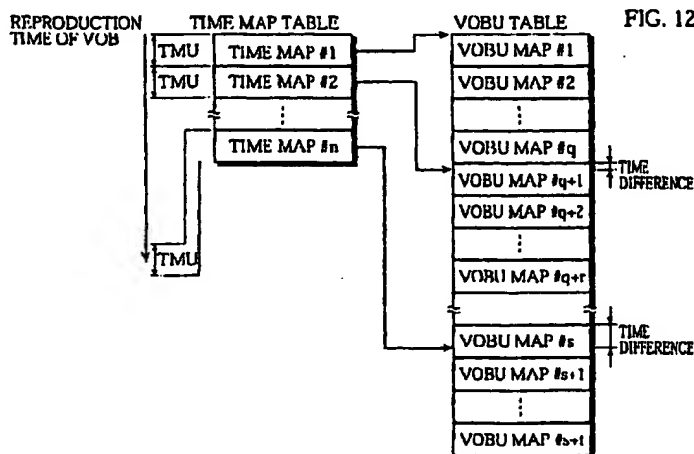 FIG. 12
REPRODUCTION
TIME OF VOB
TIME MAP TABLE
VOBU TABLE
TMU
TIME MAP #1
TMU
TIME MAP #2
TIME MAP #n
TMU
VOBU MAP #1
VOBU MAP #2
VOBU MAP #q
VOBU MAP #q+1
VOBU MAP #q+2
VOBU MAP #q+r
VOBU MAP #s
VOBU MAP #s+1
VOBU MAP #s+t
TIME
DIFFERENCE
TIME
DIFFERENCE